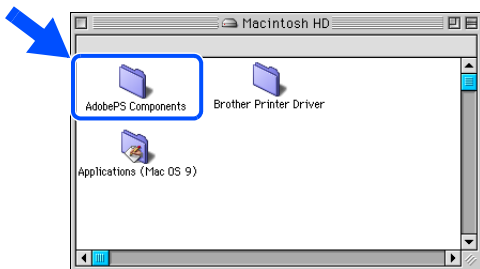 Macintosh HD
AdobePS Components
Brother Printer Driver
Applications (Mac OS 9)